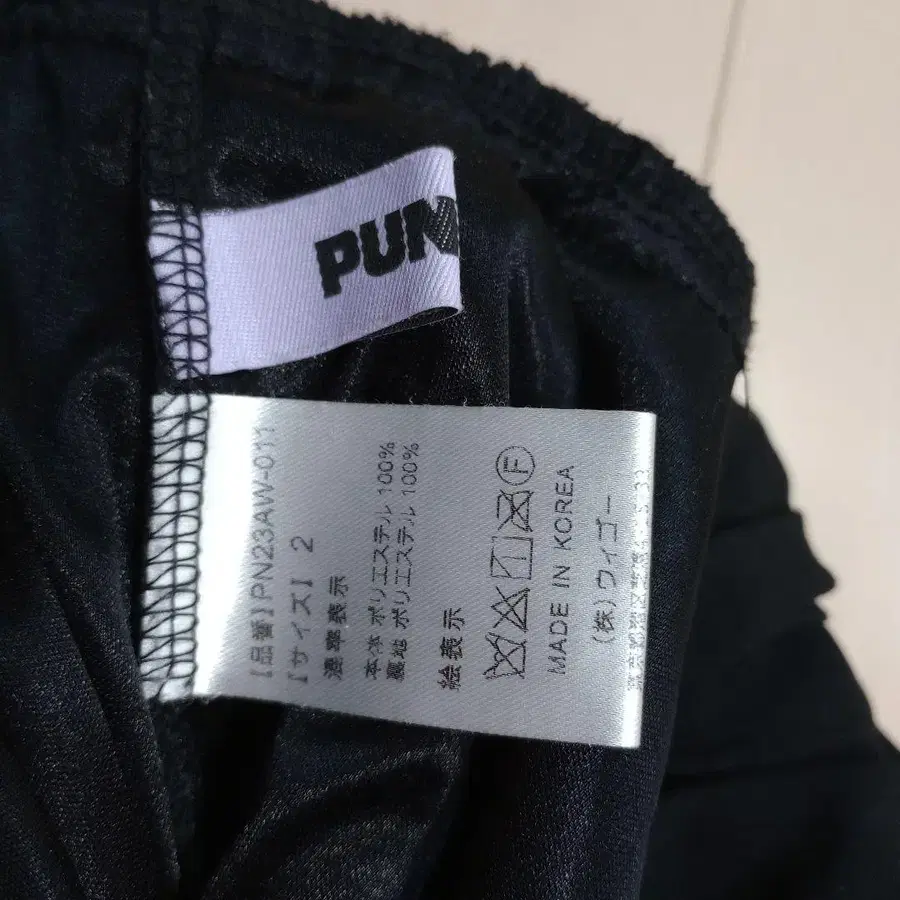 PUN
【品番】PN23AW-011
【サイズ】2
混率表示
本体 ポリエステル 100%
裏地 ポリエステル 100%
絵表示
F
MADE IN KOREA
(株)ウィゴー